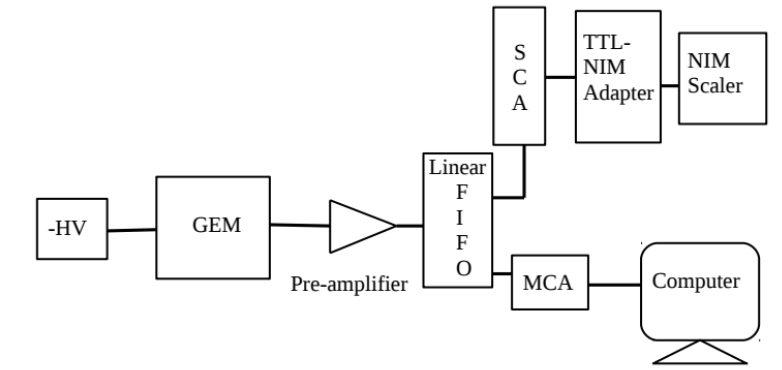 -HV
GEM
Pre-amplifier
Linear
F
I
F
O
S
C
A
TTL-
NIM
Adapter
NIM
Scaler
MCA
Computer